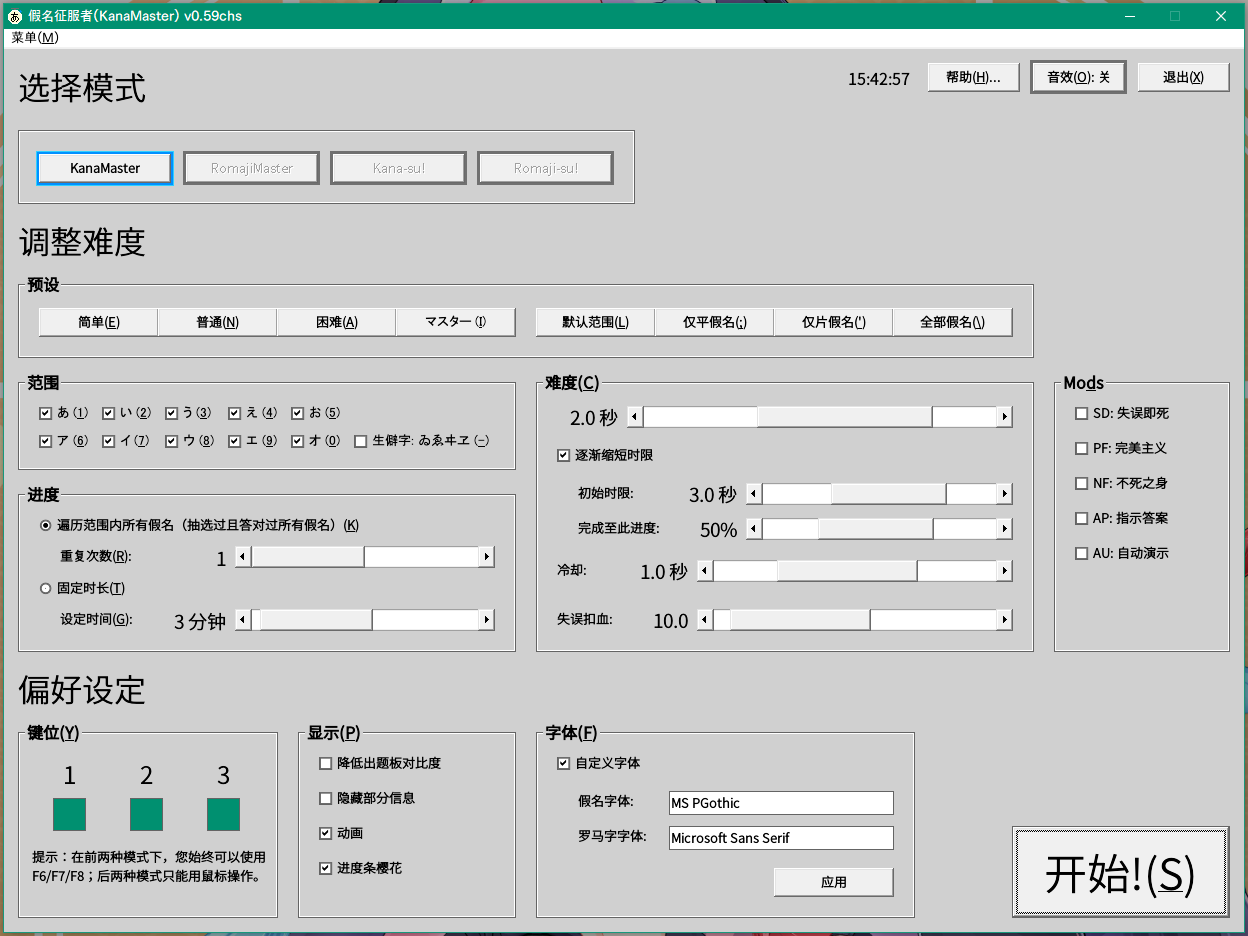 假名征服者(KanaMaster) v0.59chs
菜单(M)
选择模式
15:42:57
帮助(H)...
音效(O): 关
退出(X)
KanaMaster
RomajiMaster
Kana-su!
Romaji-su!
调整难度
预设
简单(E)
普通(N)
困难(A)
マスター (I)
默认范围(L)
仅平假名(;)
仅片假名(')
全部假名(\)
范围
あ (1)
い (2)
う (3)
え (4)
お (5)
ア (6)
イ (7)
ウ (8)
エ (9)
オ (0)
生僻字: ゐゑヰヱ (-)
进度
遍历范围内所有假名（抽选过且答对过所有假名）(K)
重复次数(R):
1
固定时长(T)
设定时间(G):
3 分钟
难度(C)
2.0 秒
逐渐缩短时限
初始时限:
3.0 秒
完成至此进度:
50%
冷却:
1.0 秒
失误扣血:
10.0
Mods
SD: 失误即死
PF: 完美主义
NF: 不死之身
AP: 指示答案
AU: 自动演示
偏好设定
键位(Y)
1
2
3
提示：在前两种模式下，您始终可以使用
F6/F7/F8；后两种模式只能用鼠标操作。
显示(P)
降低出题板对比度
隐藏部分信息
动画
进度条樱花
字体(F)
自定义字体
假名字体:
MS PGothic
罗马字字体:
Microsoft Sans Serif
应用
开始!(S)